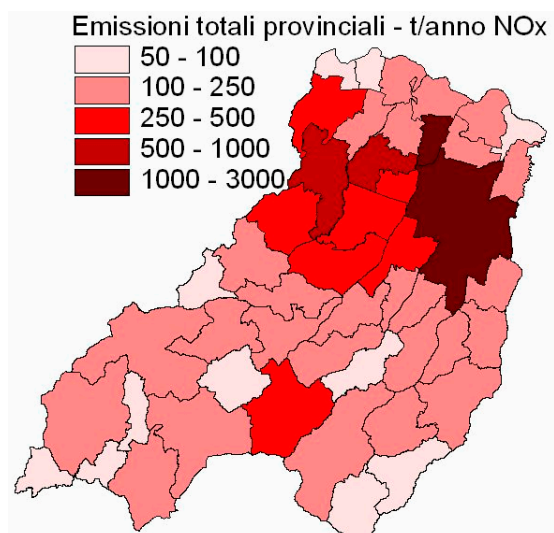 Emissioni totali provinciali - t/anno NOx
50 - 100
100 - 250
250 - 500
500 - 1000
1000 - 3000